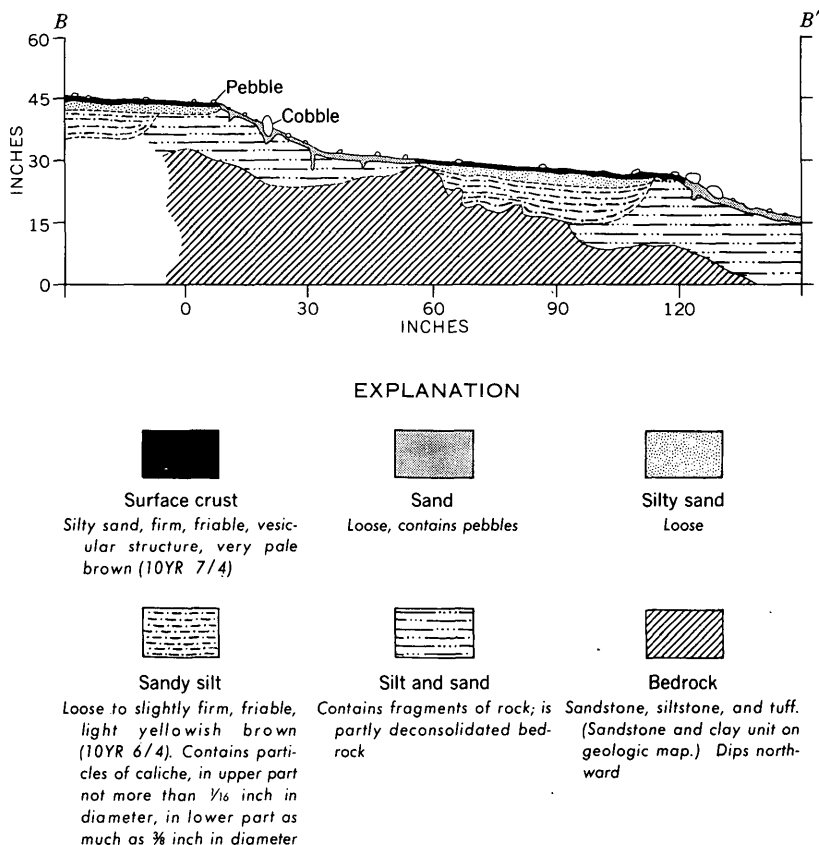 B
B'
60
45
30
15
0
INCHES
Pebble
Cobble
0
30
60
90
120
INCHES
EXPLANATION
Surface crust
Silty sand, firm, friable, vesic-
ular structure, very pale
brown (10YR 7/4)
Sand
Loose, contains pebbles
Silty sand
Loose
Sandy silt
Loose to slightly firm, friable,
light yellowish brown
(10YR 6/4). Contains parti-
cles of caliche, in upper part
not more than 1/16 inch in
diameter, in lower part as
much as 3/8 inch in diameter
Silt and sand
Contains fragments of rock; is
partly deconsolidated bed-
rock
Bedrock
Sandstone, siltstone, and tuff.
(Sandstone and clay unit on
geologic map.) Dips north-
ward